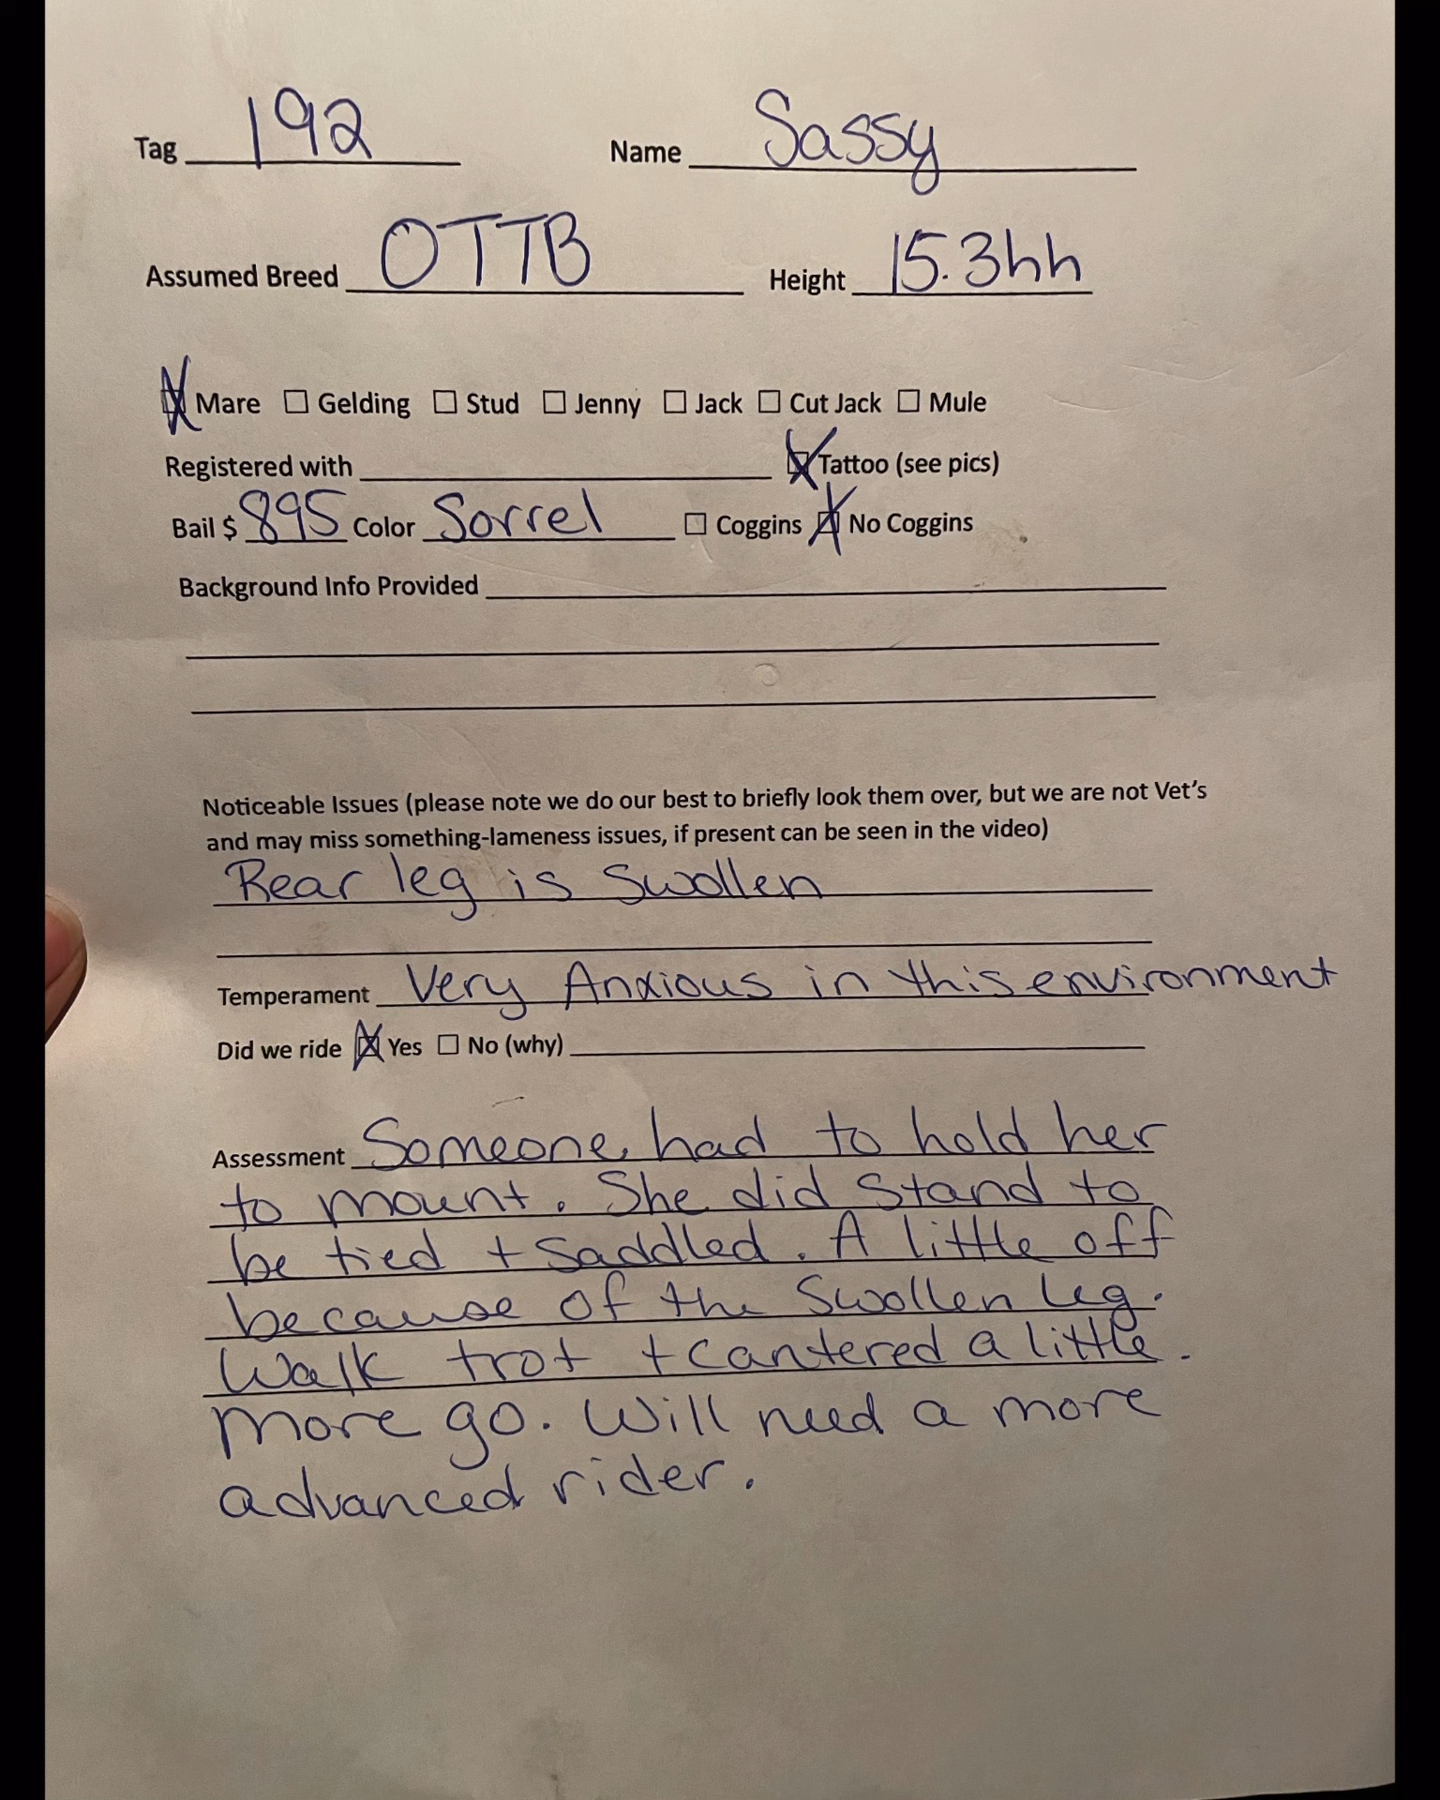 Tag 192 Name Sassy
Assumed Breed OTTB Height 15.3hh
Mare Gelding Stud Jenny Jack Cut Jack Mule
Registered with Tattoo (see pics)
Bail $ 895 Color Sorrel Coggins No Coggins
Background Info Provided
Noticeable Issues (please note we do our best to briefly look them over, but we are not Vet's
and may miss something-lameness issues, if present can be seen in the video)
Rear leg is swollen
Temperament Very Anxious in this environment
Did we ride Yes No (why)
Assessment Someone had to hold her
to mount. She did stand to
be tied + saddled. A little off
because of the swollen leg.
Walk trot + cantered a little.
more go. Will need a more
advanced rider.